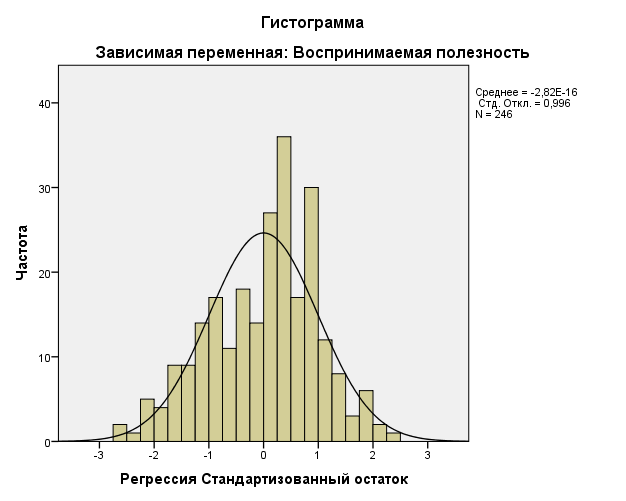 Гистограмма
Зависимая переменная: Воспринимаемая полезность
Среднее = -2,82E-16
Стд. Откл. = 0,996
N = 246
40
30
20
10
0
Частота
-3 -2 -1 0 1 2 3
Регрессия Стандартизованный остаток